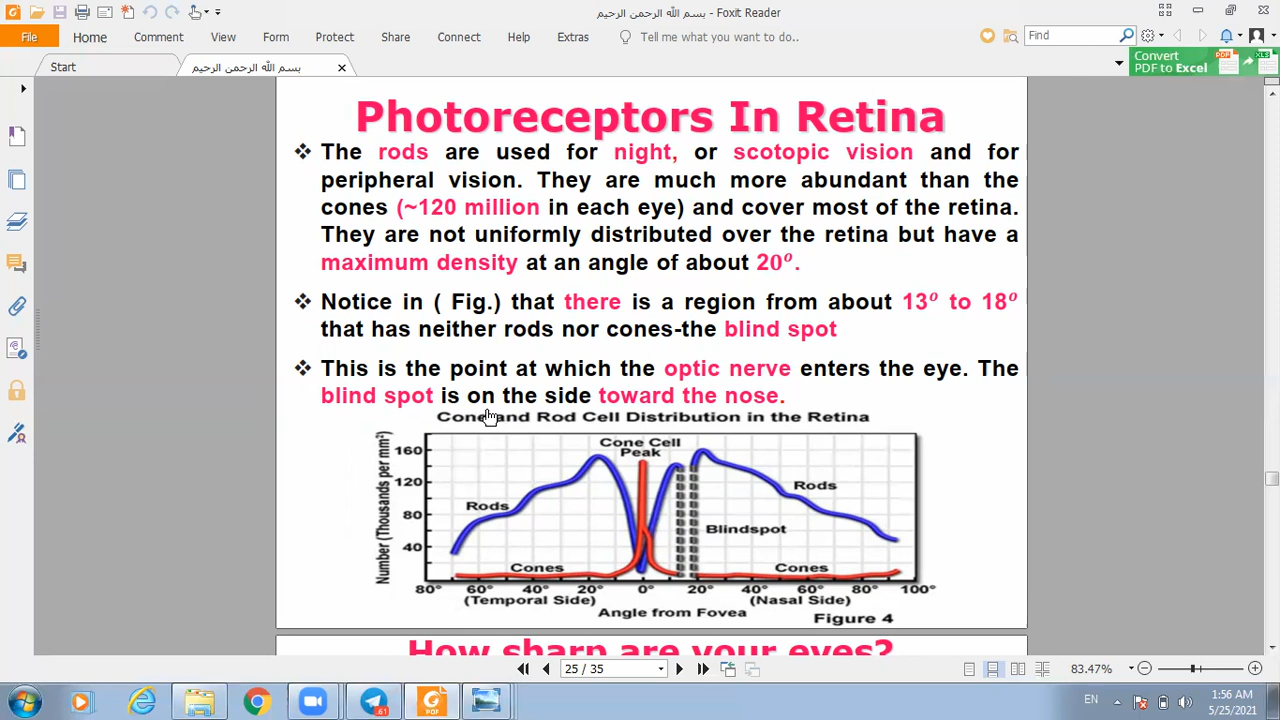 بسم الله الرحمن الرحيم - Foxit Reader
File Home Comment View Form Protect Share Connect Help Extras Tell me what you want to do.. Find
Start بسم الله الرحمن الرحيم
Convert PDF to Excel
Photoreceptors In Retina
❖ The rods are used for night, or scotopic vision and for
peripheral vision. They are much more abundant than the
cones (~120 million in each eye) and cover most of the retina.
They are not uniformly distributed over the retina but have a
maximum density at an angle of about 20º.
❖ Notice in ( Fig.) that there is a region from about 13º to 18º
that has neither rods nor cones-the blind spot
❖ This is the point at which the optic nerve enters the eye. The
blind spot is on the side toward the nose.
Cone and Rod Cell Distribution in the Retina
Number (Thousands per mm²)
160
120
80
40
Cone Cell
Peak
Rods
Rods
Blindspot
Cones
Cones
80° 60° 40° 20° 0° 20° 40° 60° 80° 100°
(Temporal Side) (Nasal Side)
Angle from Fovea
Figure 4
How sharp are your eyes?
25 / 35 83.47%
61 EN 1:56 AM
5/25/2021